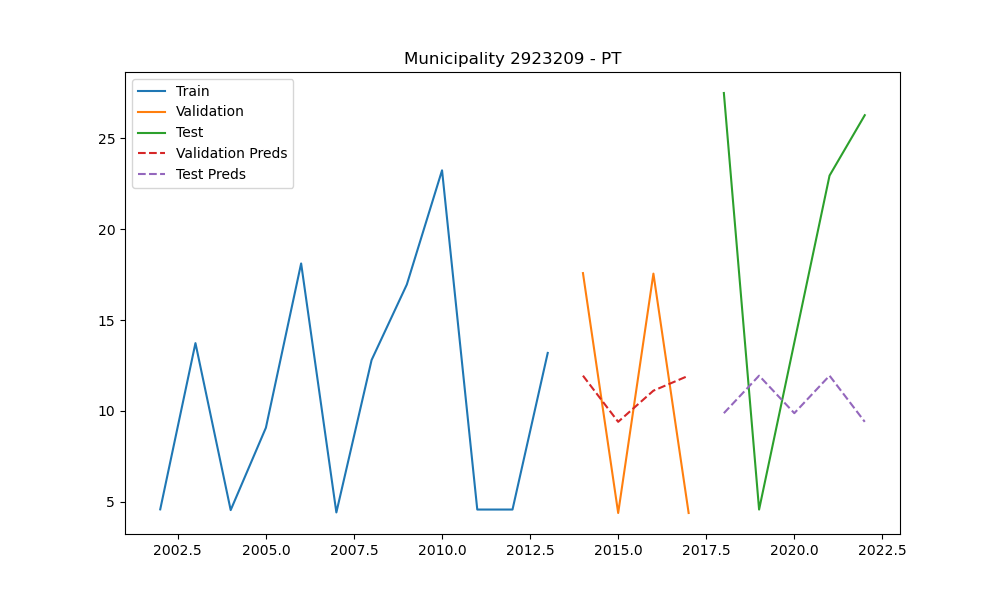 Municipality 2923209 - PT
Train
Validation
Test
Validation Preds
Test Preds
25
20
15
10
5
2002.5 2005.0 2007.5 2010.0 2012.5 2015.0 2017.5 2020.0 2022.5